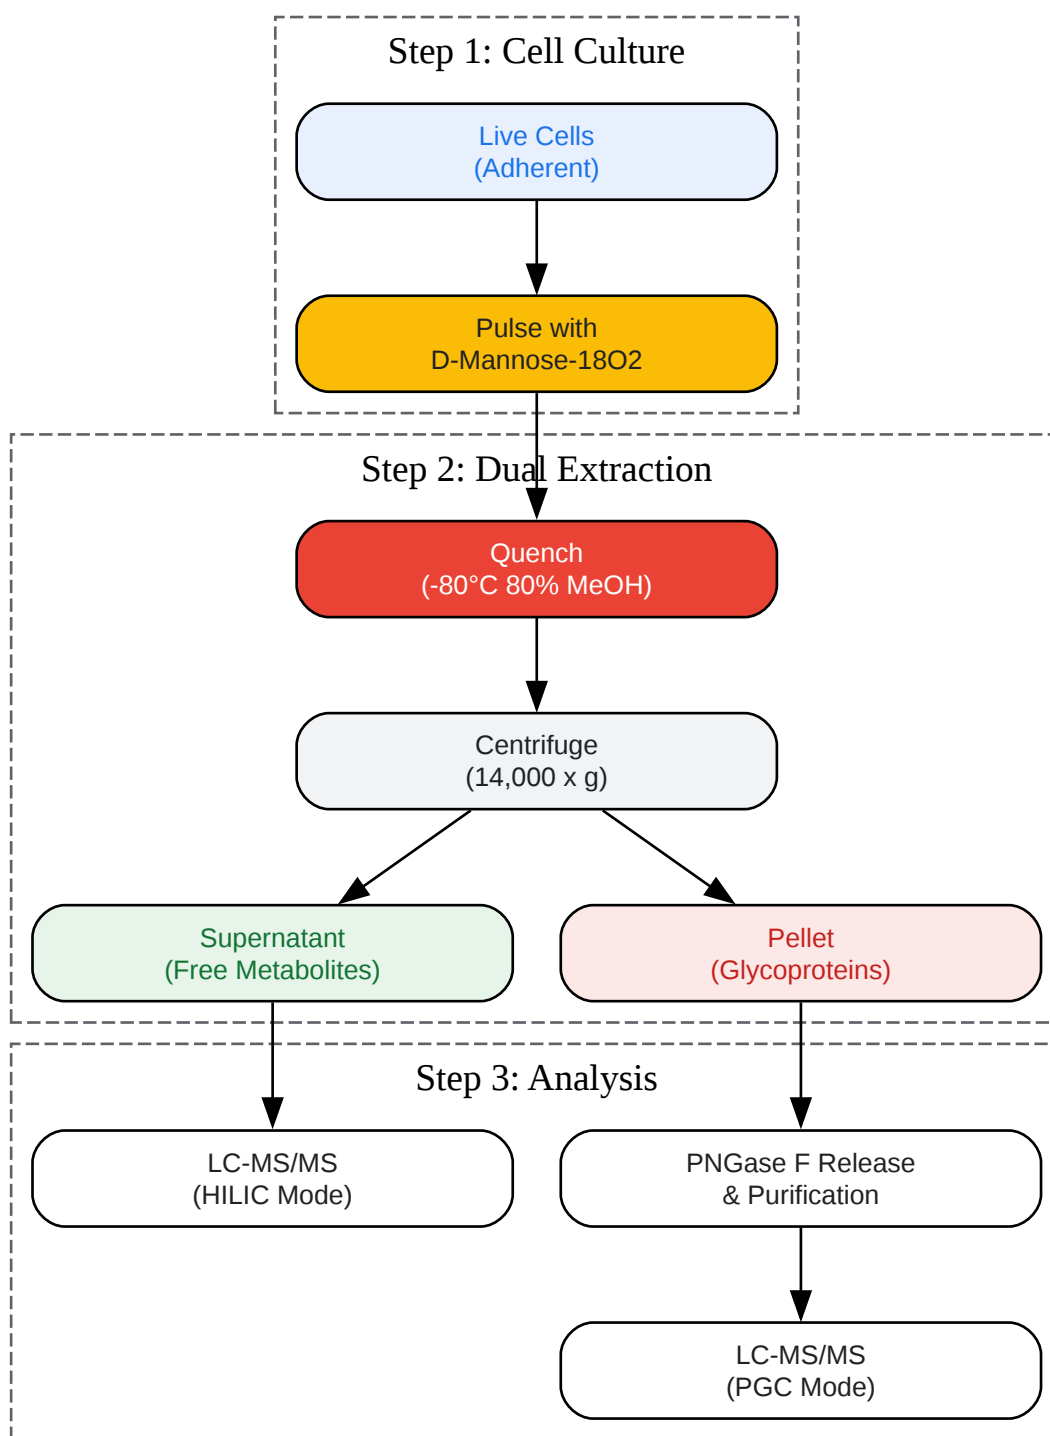 Step 1: Cell Culture
Live Cells
(Adherent)
Pulse with
D-Mannose-18O2
Step 2: Dual Extraction
Quench
(-80°C 80% MeOH)
Centrifuge
(14,000 x g)
Supernatant
(Free Metabolites)
Pellet
(Glycoproteins)
Step 3: Analysis
LC-MS/MS
(HILIC Mode)
PNGase F Release
& Purification
LC-MS/MS
(PGC Mode)